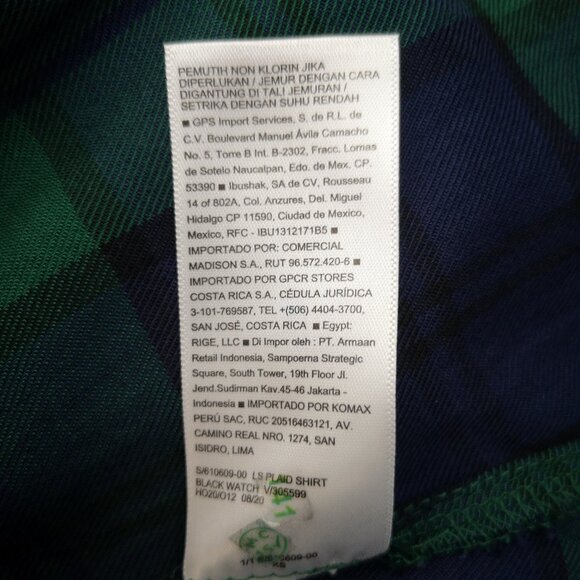 PEMUTIH NON KLORIN JIKA
DIPERLUKAN / JEMUR DENGAN CARA
DIGANTUNG DI TALI JEMURAN /
SETRIKA DENGAN SUHU RENDAH
■ GPS Import Services, S. de R.L. de
C.V. Boulevard Manuel Ávila Camacho
No. 5, Torre B Int. B-2302, Fracc. Lomas
de Sotelo Naucalpan, Edo. de Mex. CP.
53390 ■ Ibushak, SA de CV, Rousseau
14 of 802A, Col. Anzures, Del. Miguel
Hidalgo CP 11590, Ciudad de Mexico,
Mexico, RFC - IBU1312171B5 ■
IMPORTADO POR: COMERCIAL
MADISON S.A., RUT 96.572.420-6 ■
IMPORTADO POR GPCR STORES
COSTA RICA S.A., CÉDULA JURÍDICA
3-101-769587, TEL +(506) 4404-3700,
SAN JOSÉ, COSTA RICA ■ Egypt:
RIGE, LLC ■ Di Impor oleh : PT. Armaan
Retail Indonesia, Sampoerna Strategic
Square, South Tower, 19th Floor Jl.
Jend.Sudirman Kav.45-46 Jakarta -
Indonesia ■ IMPORTADO POR KOMAX
PERÚ SAC, RUC 20516463121, AV.
CAMINO REAL NRO. 1274, SAN
ISIDRO, LIMA
S/610609-00 LS PLAID SHIRT
BLACK WATCH V/305599
HO20/O12 08/20
1/1